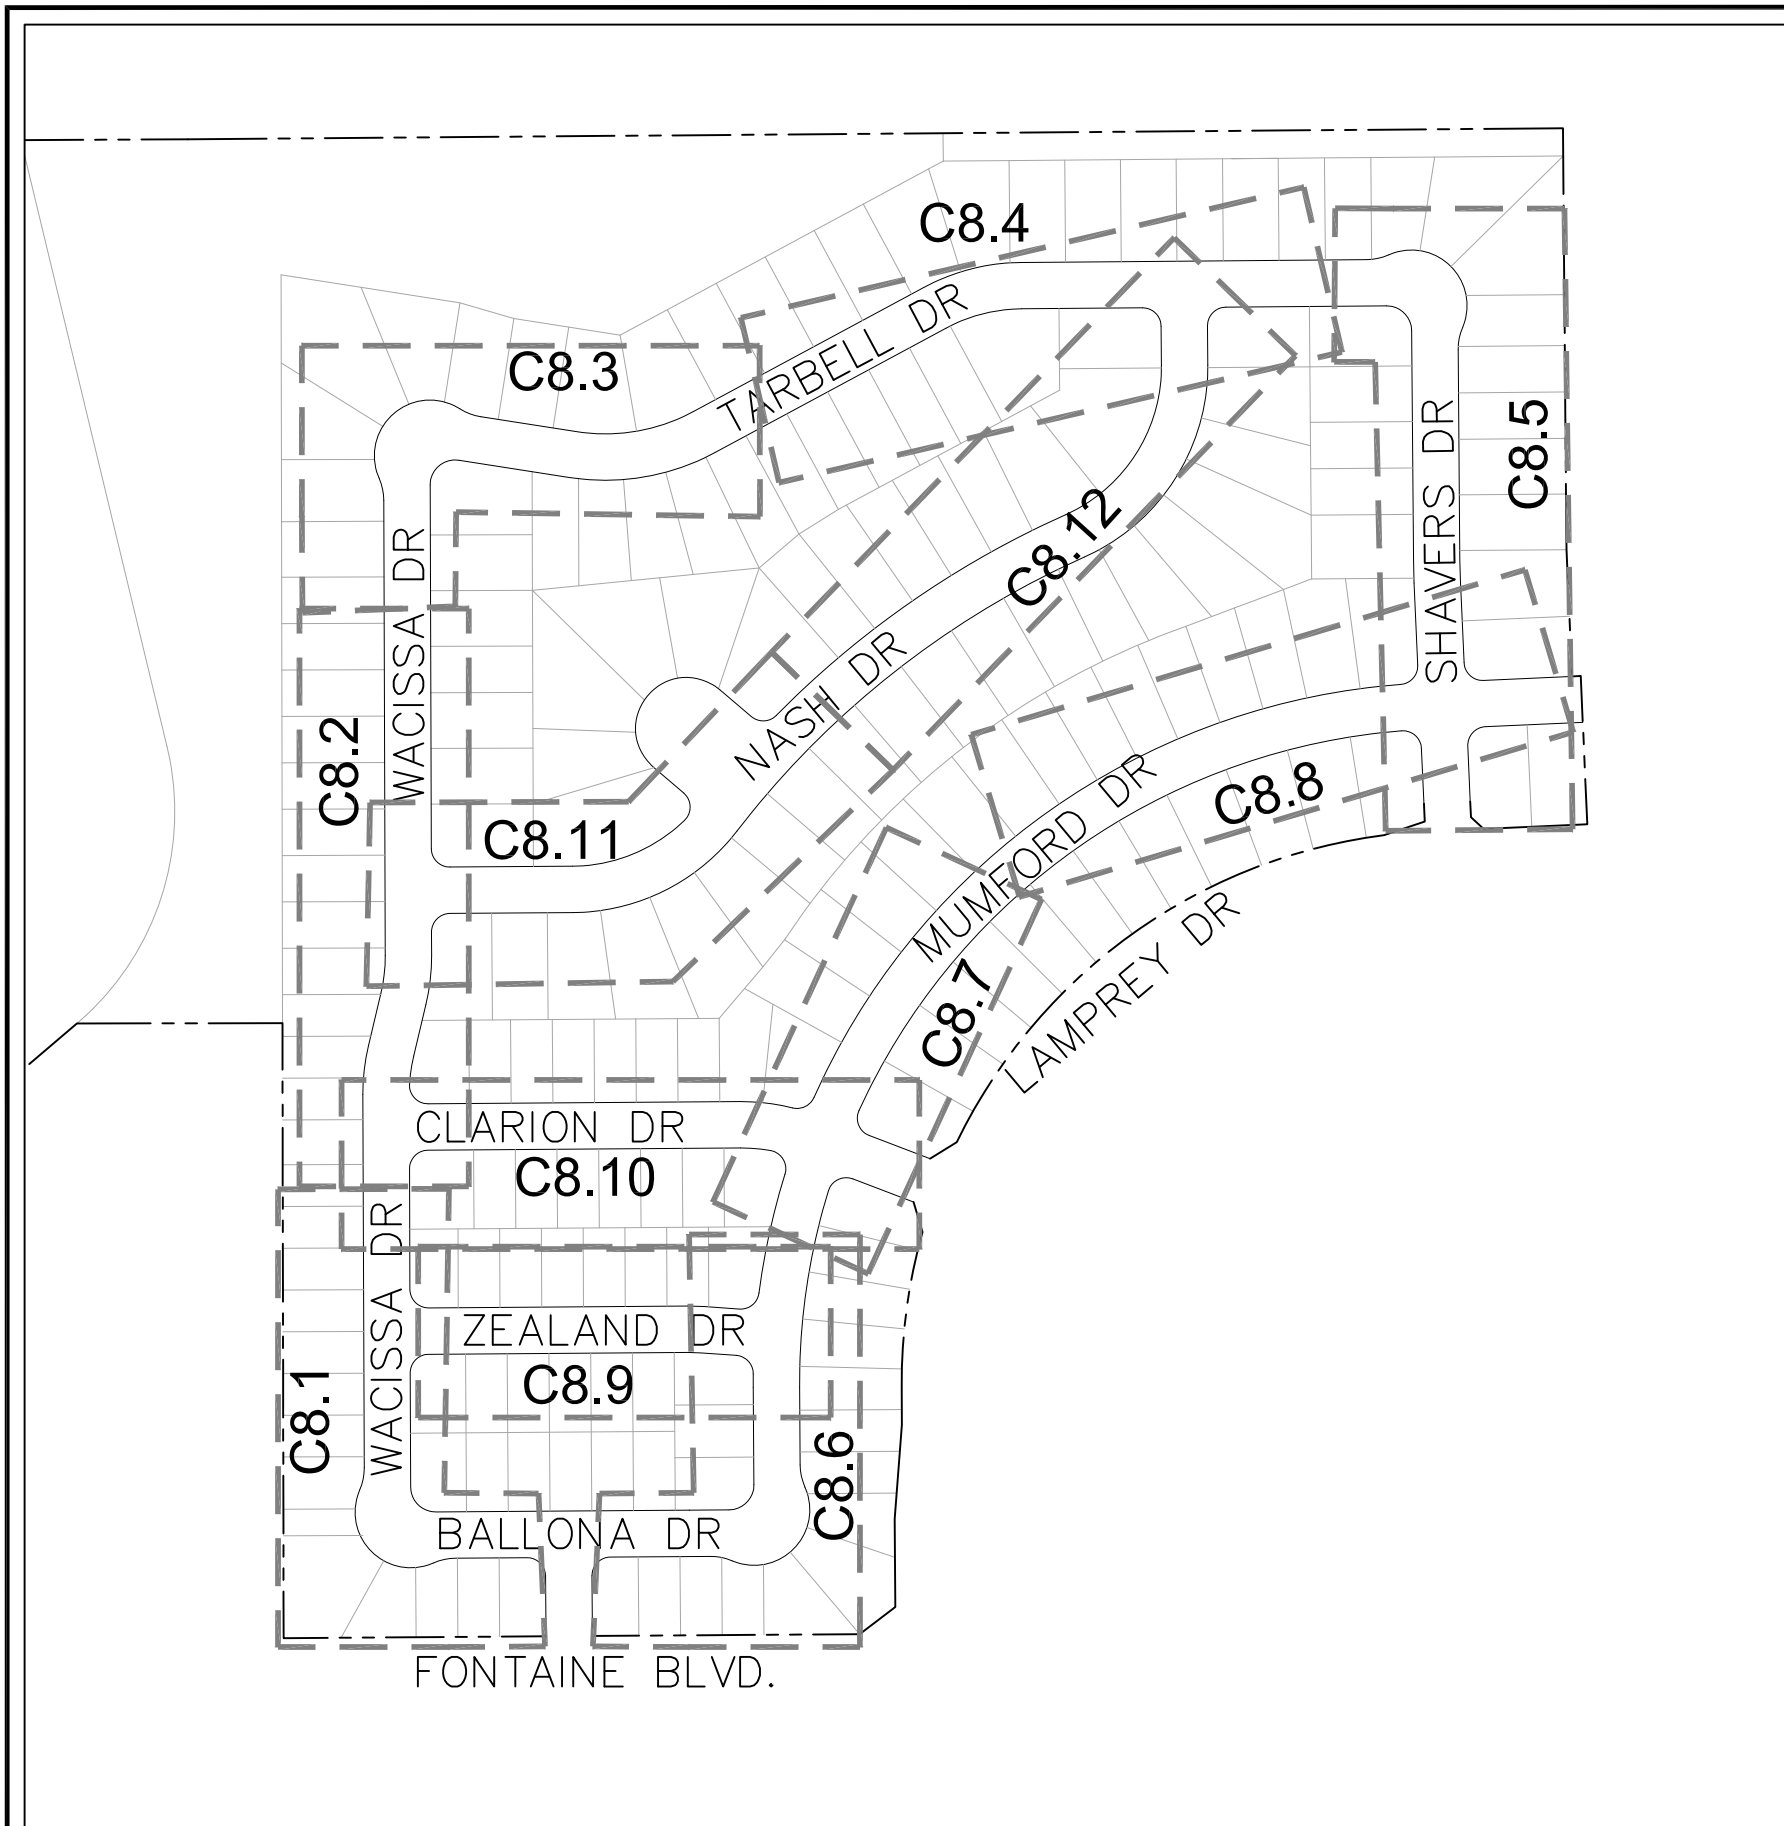 C8.4
TARBELL DR
C8.3
C8.5
SHAVERS DR
C8.12
WACISSA DR
NASH DR
C8.2
C8.11
MUMFORD DR
C8.8
LAMPREY DR
C8.7
CLARION DR
C8.10
WACISSA DR
ZEALAND DR
C8.9
C8.1
C8.6
BALLONA DR
FONTAINE BLVD.